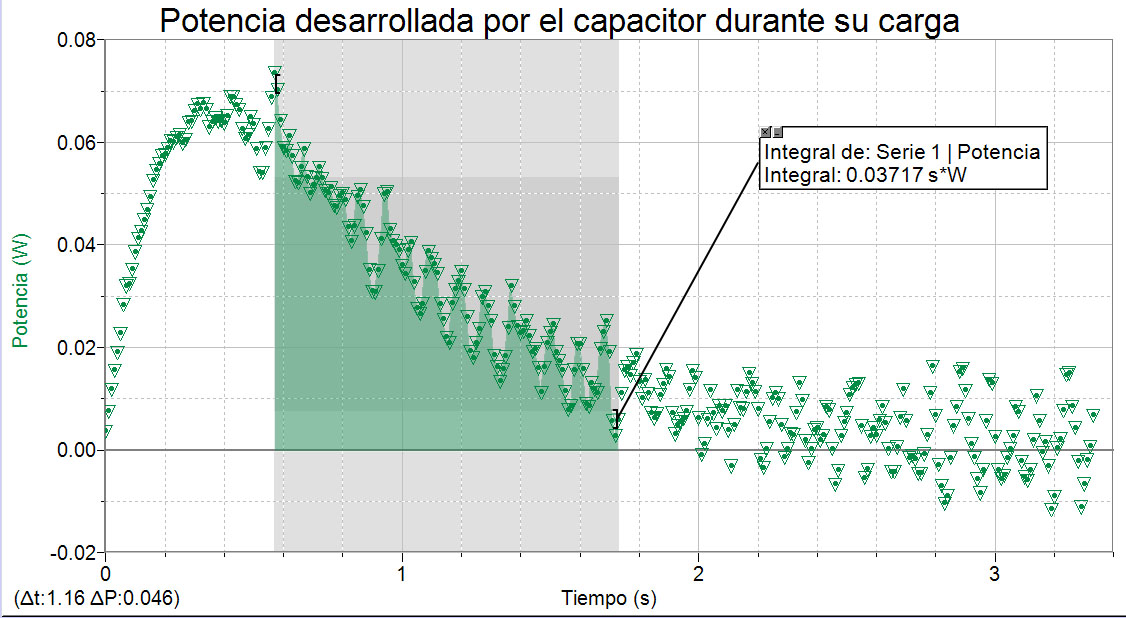 Potencia desarrollada por el capacitor durante su carga
0.08
0.06
0.04
0.02
0.00
-0.02
Potencia (W)
Integral de: Serie 1 | Potencia
Integral: 0.03717 s*W
0 1 2 3
(Δt:1.16 ΔP:0.046)
Tiempo (s)